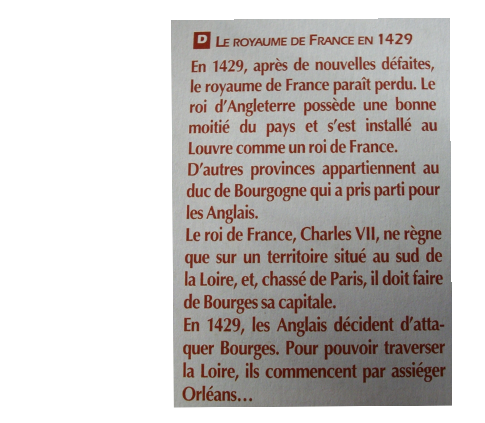 D LE ROYAUME DE FRANCE EN 1429
En 1429, après de nouvelles défaites,
le royaume de France paraît perdu. Le
roi d'Angleterre possède une bonne
moitié du pays et s'est installé au
Louvre comme un roi de France.
D'autres provinces appartiennent au
duc de Bourgogne qui a pris parti pour
les Anglais.
Le roi de France, Charles VII, ne règne
que sur un territoire situé au sud de
la Loire, et, chassé de Paris, il doit faire
de Bourges sa capitale.
En 1429, les Anglais décident d'atta-
quer Bourges. Pour pouvoir traverser
la Loire, ils commencent par assiéger
Orléans...